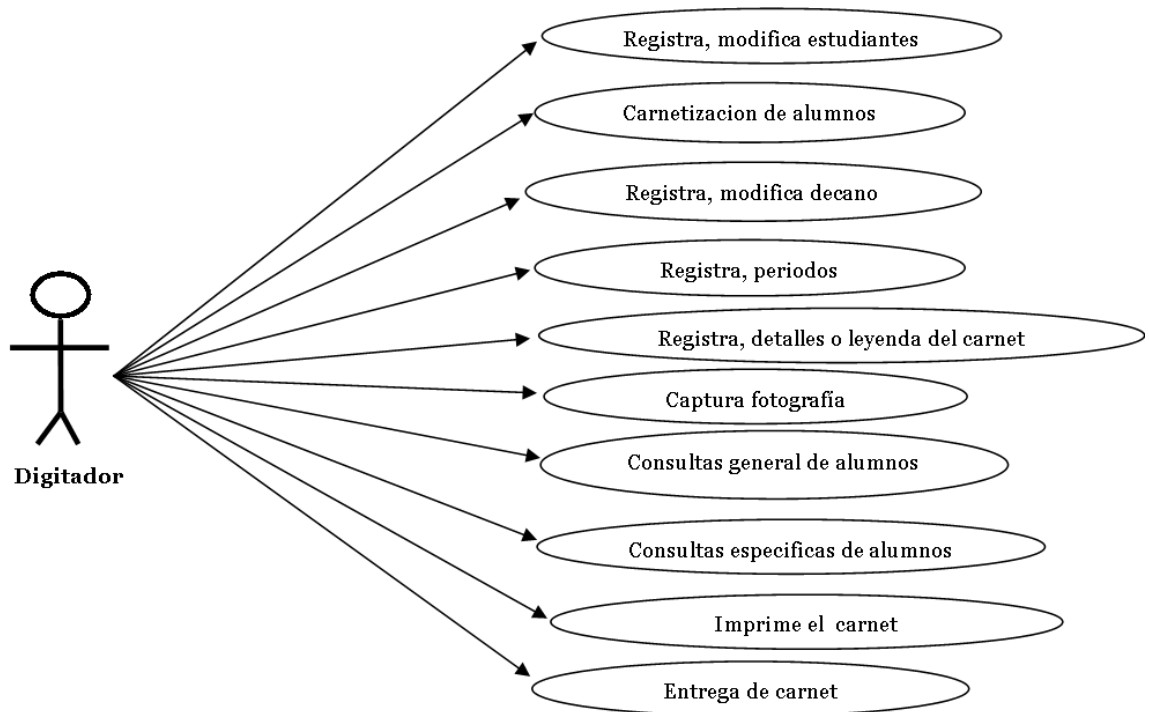 Registra, modifica estudiantes
Carnetizacion de alumnos
Registra, modifica decano
Registra, periodos
Registra, detalles o leyenda del carnet
Captura fotografía
Consultas general de alumnos
Consultas especificas de alumnos
Imprime el carnet
Entrega de carnet
Digitador